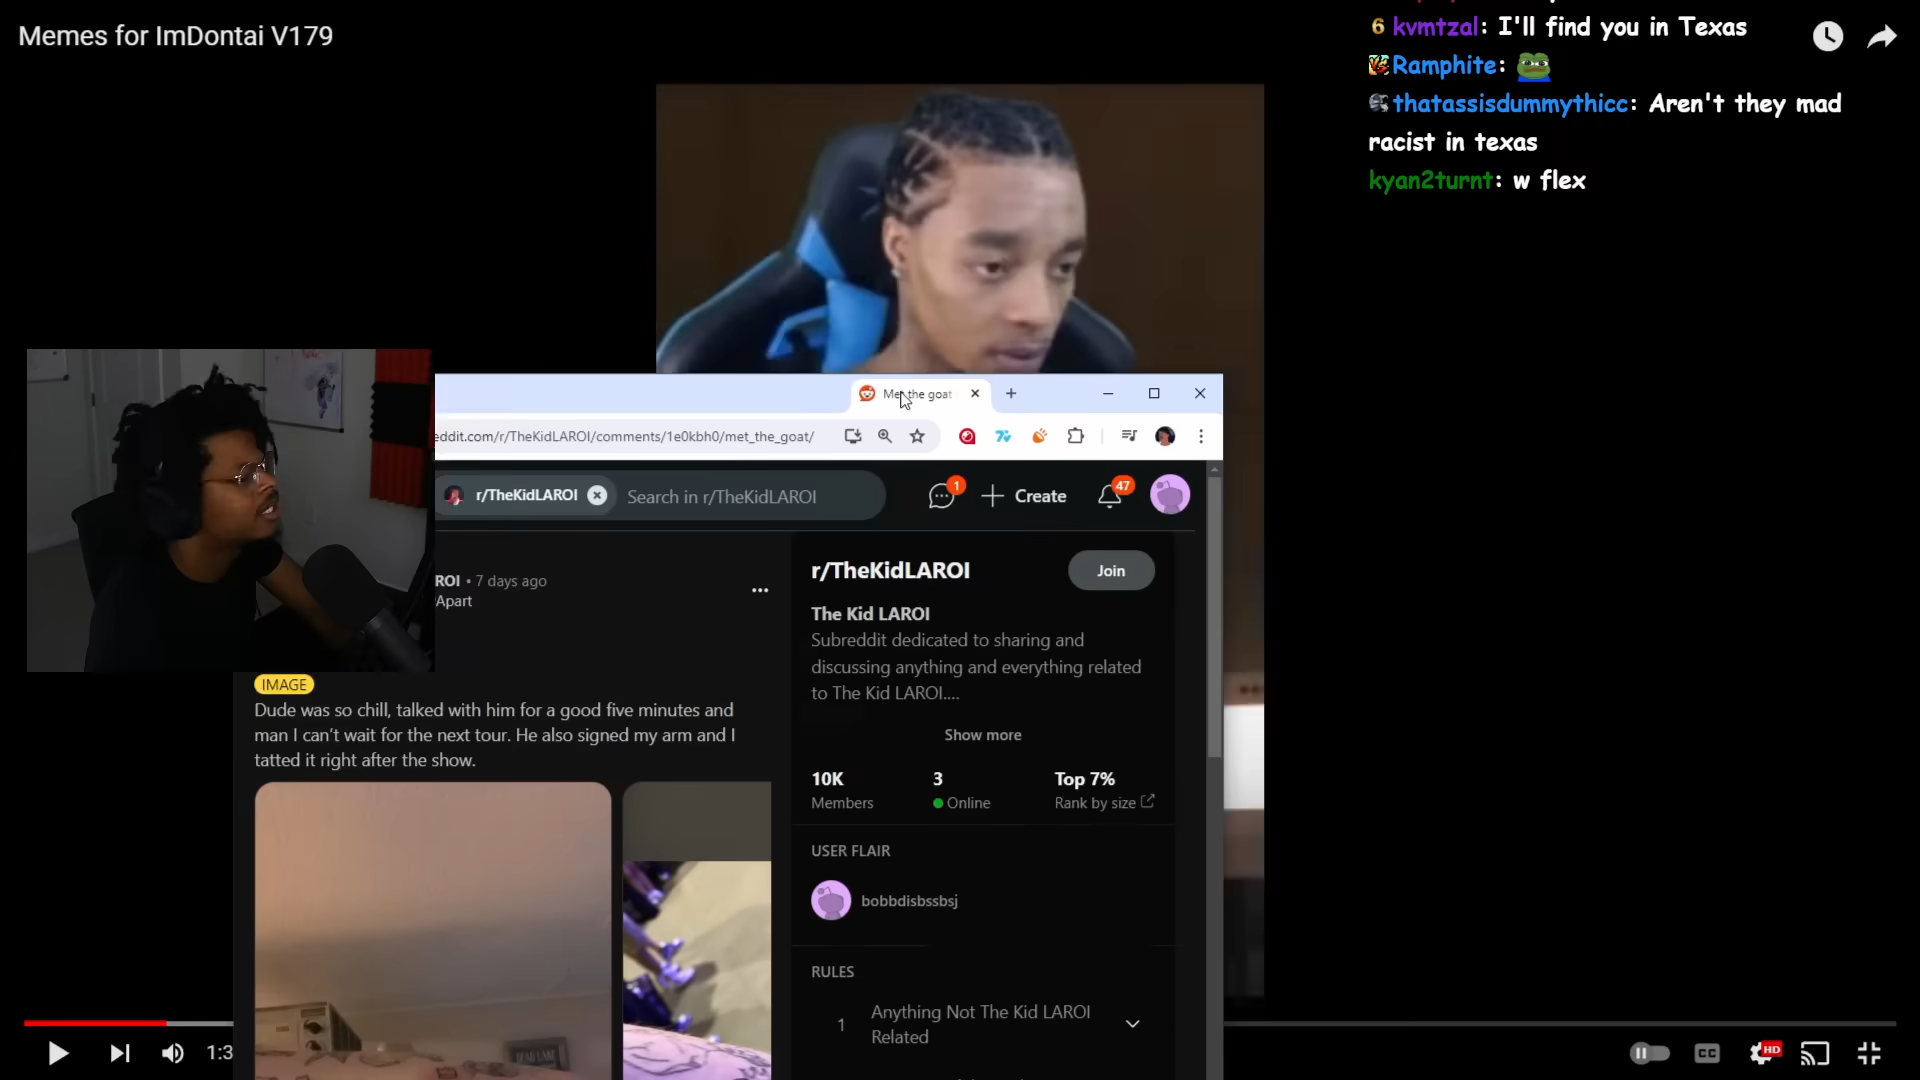 Memes for ImDontai V179
6 kvmtzal: I'll find you in Texas
Ramphite:
thatassisdummythicc: Aren't they mad
racist in texas
kyan2turnt: w flex
Met the goat
eddit.com/r/TheKidLAROI/comments/1e0kbh0/met_the_goat/
r/TheKidLAROI
Search in r/TheKidLAROI
1
Create
47
ROI • 7 days ago
Apart
IMAGE
Dude was so chill, talked with him for a good five minutes and
man I can't wait for the next tour. He also signed my arm and I
tatted it right after the show.
r/TheKidLAROI
Join
The Kid LAROI
Subreddit dedicated to sharing and
discussing anything and everything related
to The Kid LAROI....
Show more
10K
3
Top 7%
Members
Online
Rank by size
USER FLAIR
bobbdisbssbsj
RULES
1
Anything Not The Kid LAROI
Related
1:3
CC
HD